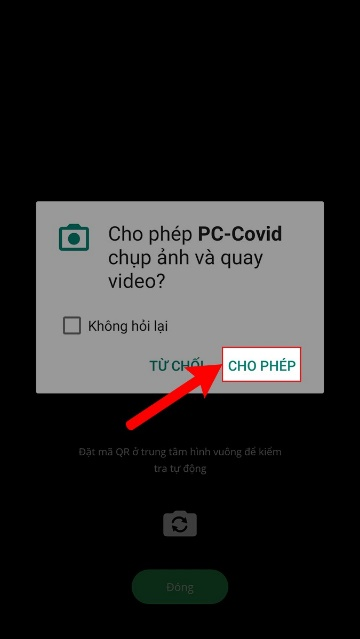 Cho phép PC-Covid
chụp ảnh và quay
video?
Không hỏi lại
TỪ CHỐI
CHO PHÉP
Đặt mã QR ở trung tâm hình vuông để kiểm
tra tự động
Đóng